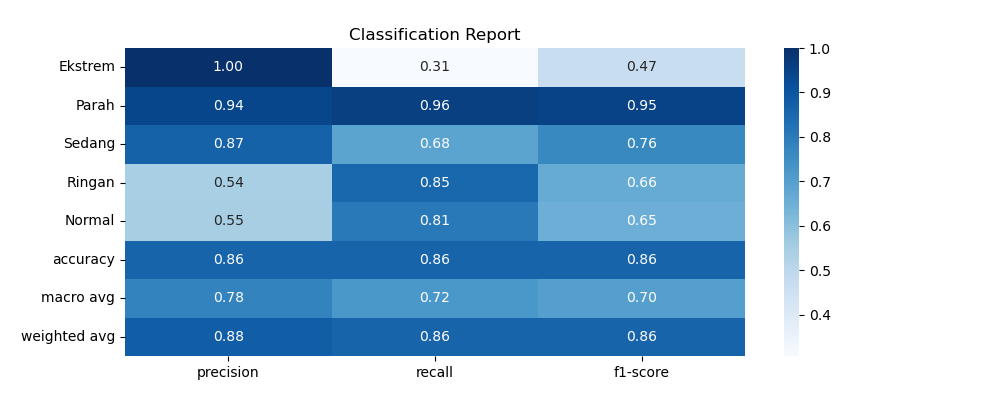 Classification Report
Ekstrem 1.00 0.31 0.47
Parah 0.94 0.96 0.95
Sedang 0.87 0.68 0.76
Ringan 0.54 0.85 0.66
Normal 0.55 0.81 0.65
accuracy 0.86 0.86 0.86
macro avg 0.78 0.72 0.70
weighted avg 0.88 0.86 0.86
precision recall f1-score
1.0
0.9
0.8
0.7
0.6
0.5
0.4